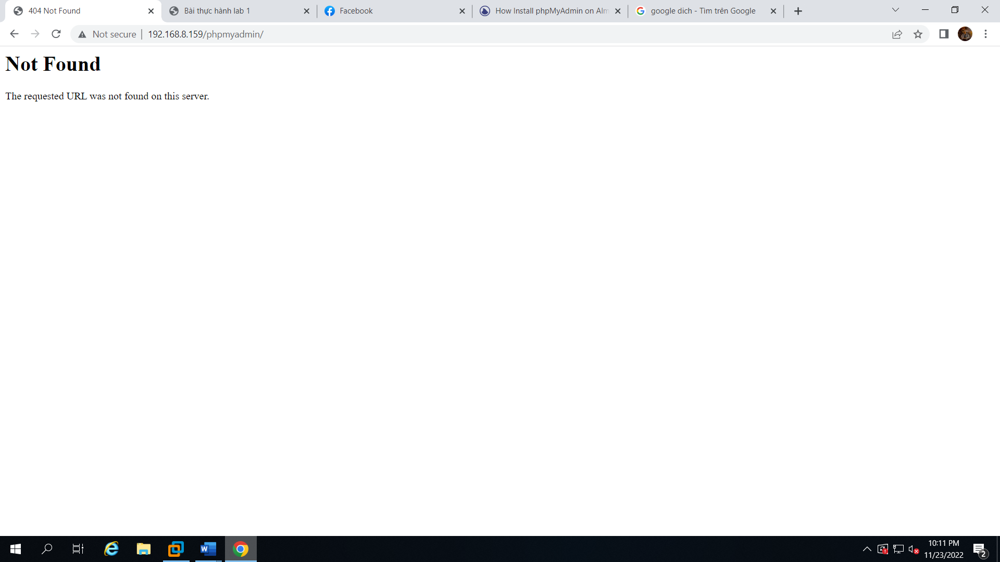 404 Not Found
Bài thực hành lab 1
Facebook
How Install phpMyAdmin on Alm
google dich - Tìm trên Google
Not secure
192.168.8.159/phpmyadmin/
Not Found
The requested URL was not found on this server.
10:11 PM
11/23/2022
2